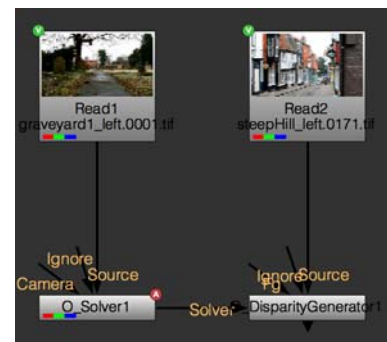 V
V
Read1
graveyard1_left.0001.tif
Read2
steepHill_left.0171.tif
Ignore
Camera
Source
A
O_Solver1
Solver
Ignore
Source
Fg
DisparityGenerator1